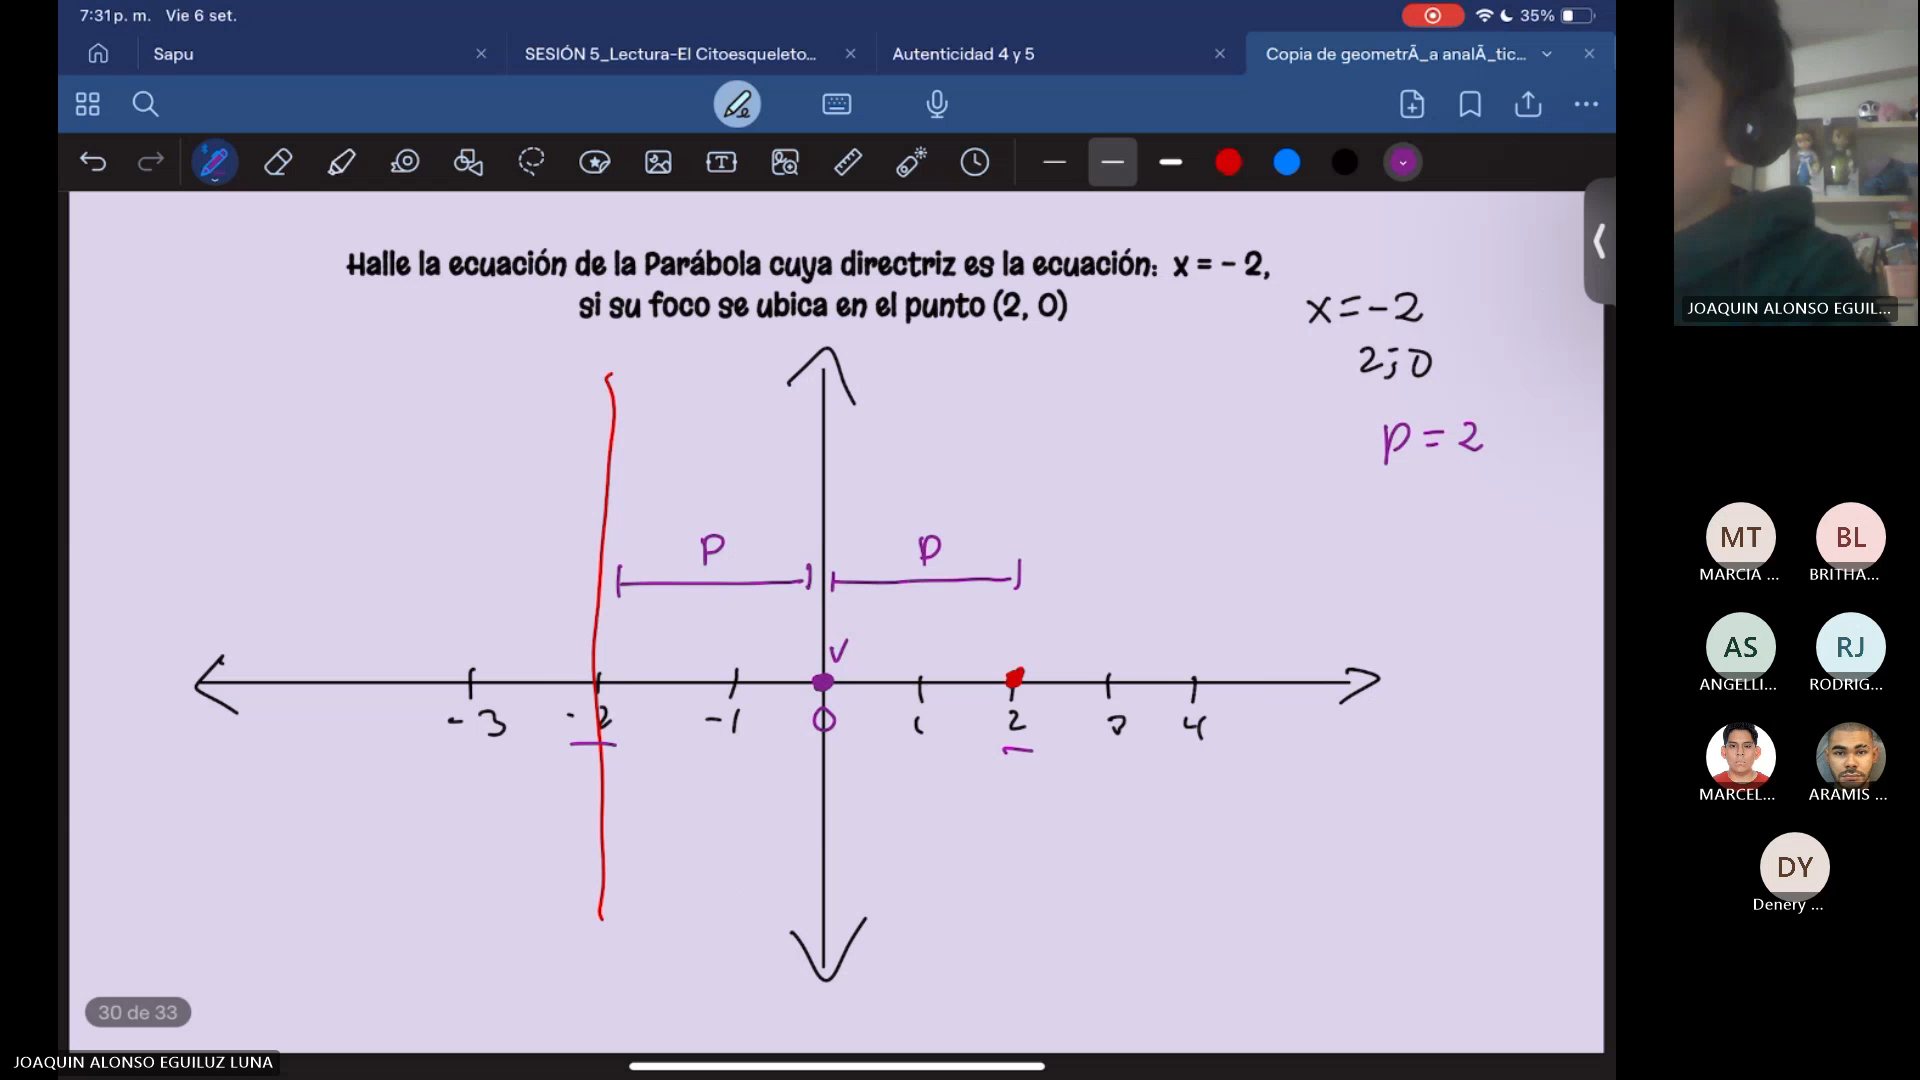 7:31 p. m. Vie 6 set.
35%
Sapu
SESIÓN 5_Lectura-El Citoesqueleto...
Autenticidad 4 y 5
Copia de geometrÃ_a analÃ_tic...
Halle la ecuación de la Parábola cuya directriz es la ecuación: x = - 2,
si su foco se ubica en el punto (2, 0)
x = -2
2; 0
p = 2
P P
V
-3 -2 -1 0 1 2 3 4
30 de 33
JOAQUIN ALONSO EGUILUZ LUNA
JOAQUIN ALONSO EGUIL...
MT BL
MARCIA ... BRITHA...
AS RJ
ANGELLI... RODRIG...
MARCEL... ARAMIS ...
DY
Denery ...